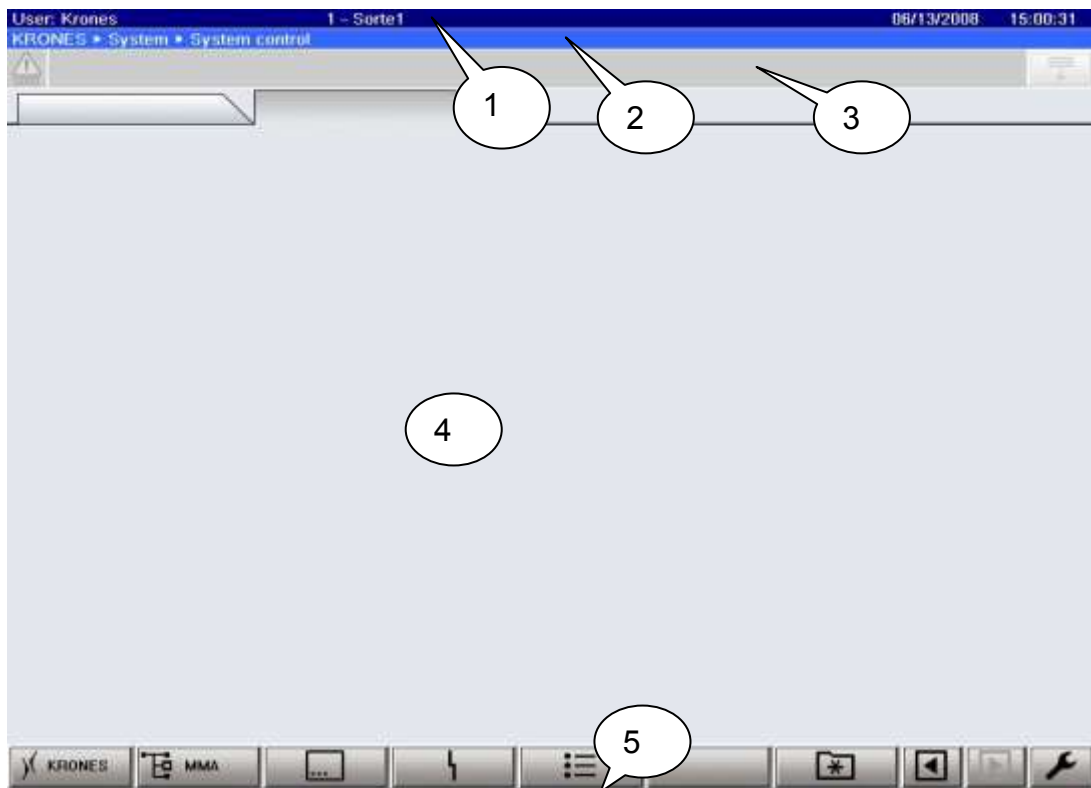 User: Krones 1 - Sorte1 06/13/2008 15:00:31
KRONES ▸ System ▸ System control
1
2
3
4
5
KRONES MMA ...